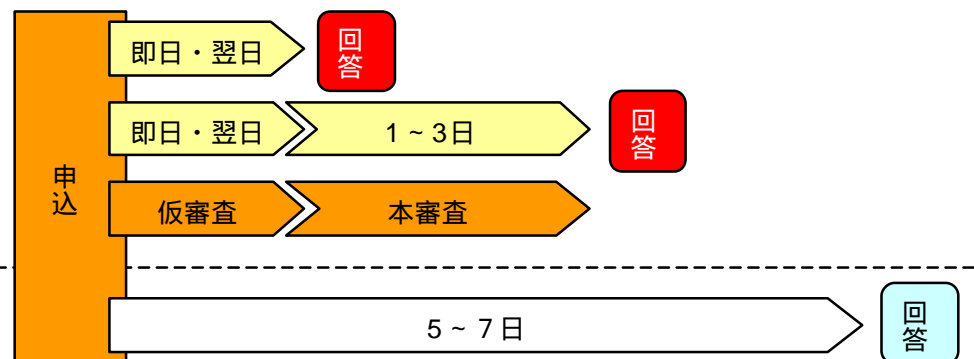 申込
即日・翌日
回答
即日・翌日
1~3日
回答
仮審査
本審査
5~7日
回答